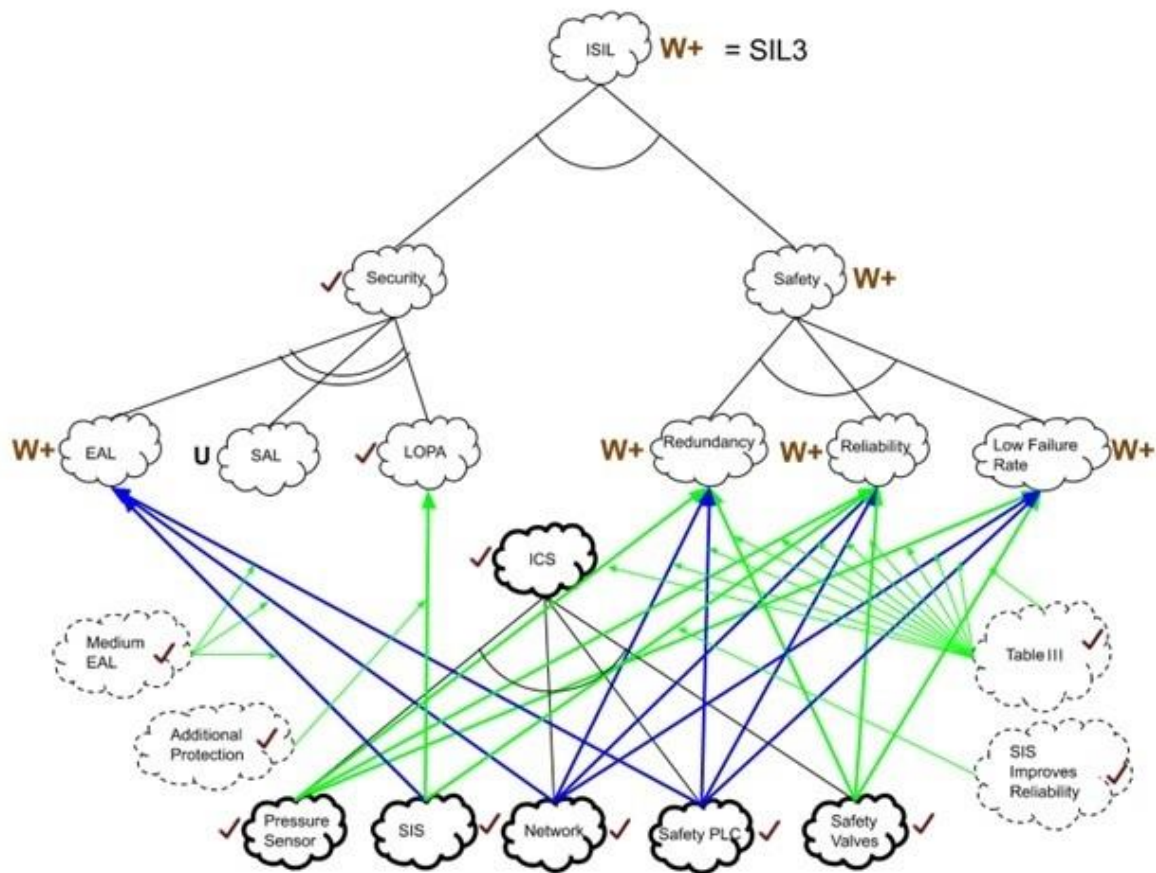 ISIL W+ = SIL3
Security
Safety W+
W+ EAL
U SAL
LOPA
W+ Redundancy
W+ Reliability
Low Failure
Rate
W+
ICS
Medium
EAL
Additional
Protection
Table III
SIS
Improves
Reliability
Pressure
Sensor
SIS
Network
Safety PLC
Safety
Valves